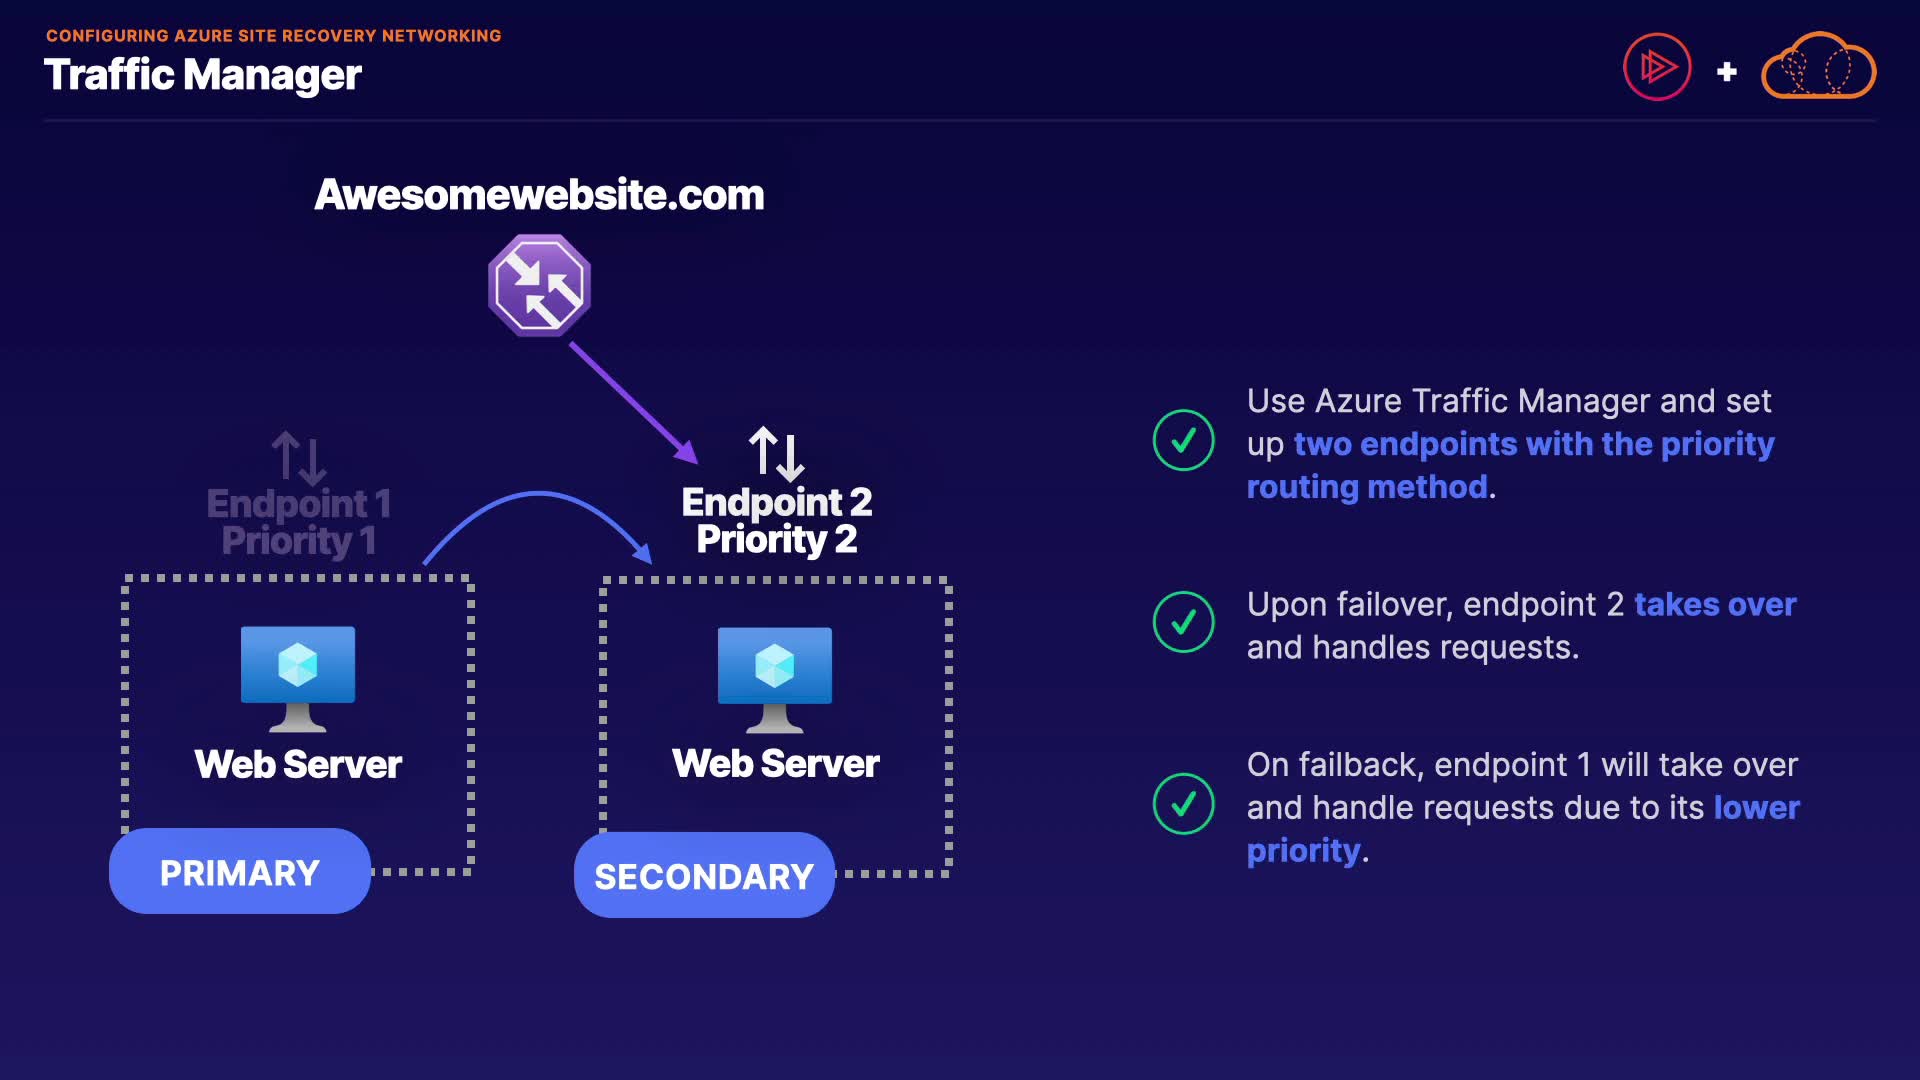 CONFIGURING AZURE SITE RECOVERY NETWORKING
Traffic Manager
Awesomewebsite.com
Endpoint 1
Priority 1
Endpoint 2
Priority 2
Web Server
Web Server
PRIMARY
SECONDARY
Use Azure Traffic Manager and set
up two endpoints with the priority
routing method.
Upon failover, endpoint 2 takes over
and handles requests.
On failback, endpoint 1 will take over
and handle requests due to its lower
priority.